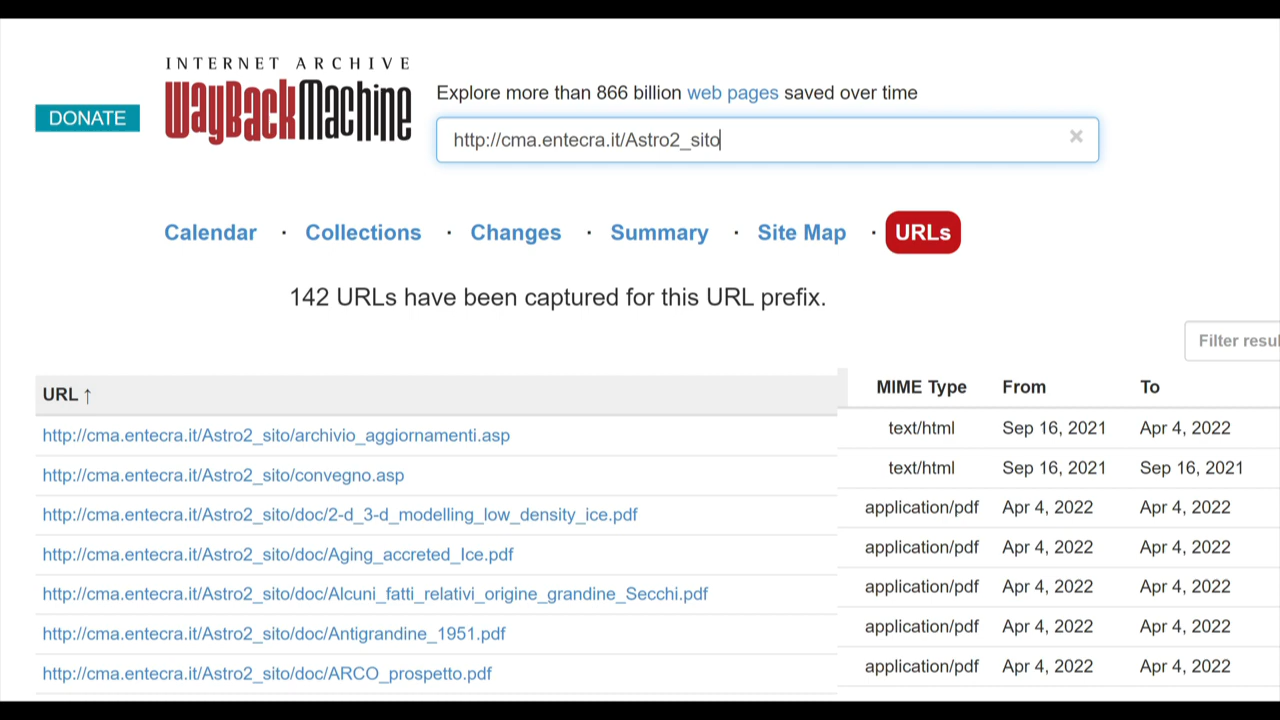 INTERNET ARCHIVE
DONATE
WayBackMachine
Explore more than 866 billion web pages saved over time
http://cma.entecra.it/Astro2_sito
×
Calendar · Collections · Changes · Summary · Site Map · URLs
142 URLs have been captured for this URL prefix.
Filter resul
URL ↑ MIME Type From To
http://cma.entecra.it/Astro2_sito/archivio_aggiornamenti.asp text/html Sep 16, 2021 Apr 4, 2022
http://cma.entecra.it/Astro2_sito/convegno.asp text/html Sep 16, 2021 Sep 16, 2021
http://cma.entecra.it/Astro2_sito/doc/2-d_3-d_modelling_low_density_ice.pdf application/pdf Apr 4, 2022 Apr 4, 2022
http://cma.entecra.it/Astro2_sito/doc/Aging_accreted_Ice.pdf application/pdf Apr 4, 2022 Apr 4, 2022
http://cma.entecra.it/Astro2_sito/doc/Alcuni_fatti_relativi_origine_grandine_Secchi.pdf application/pdf Apr 4, 2022 Apr 4, 2022
http://cma.entecra.it/Astro2_sito/doc/Antigrandine_1951.pdf application/pdf Apr 4, 2022 Apr 4, 2022
http://cma.entecra.it/Astro2_sito/doc/ARCO_prospetto.pdf application/pdf Apr 4, 2022 Apr 4, 2022